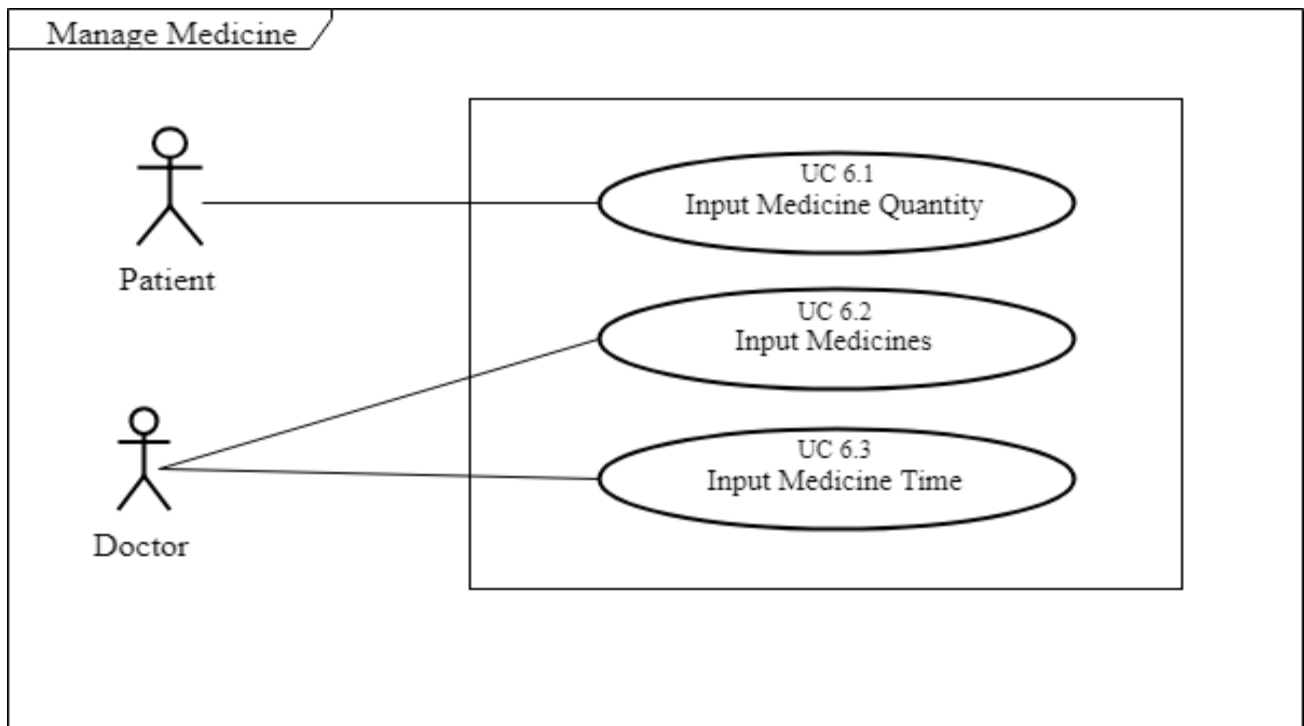 Manage Medicine
UC 6.1
Input Medicine Quantity
Patient
UC 6.2
Input Medicines
UC 6.3
Input Medicine Time
Doctor